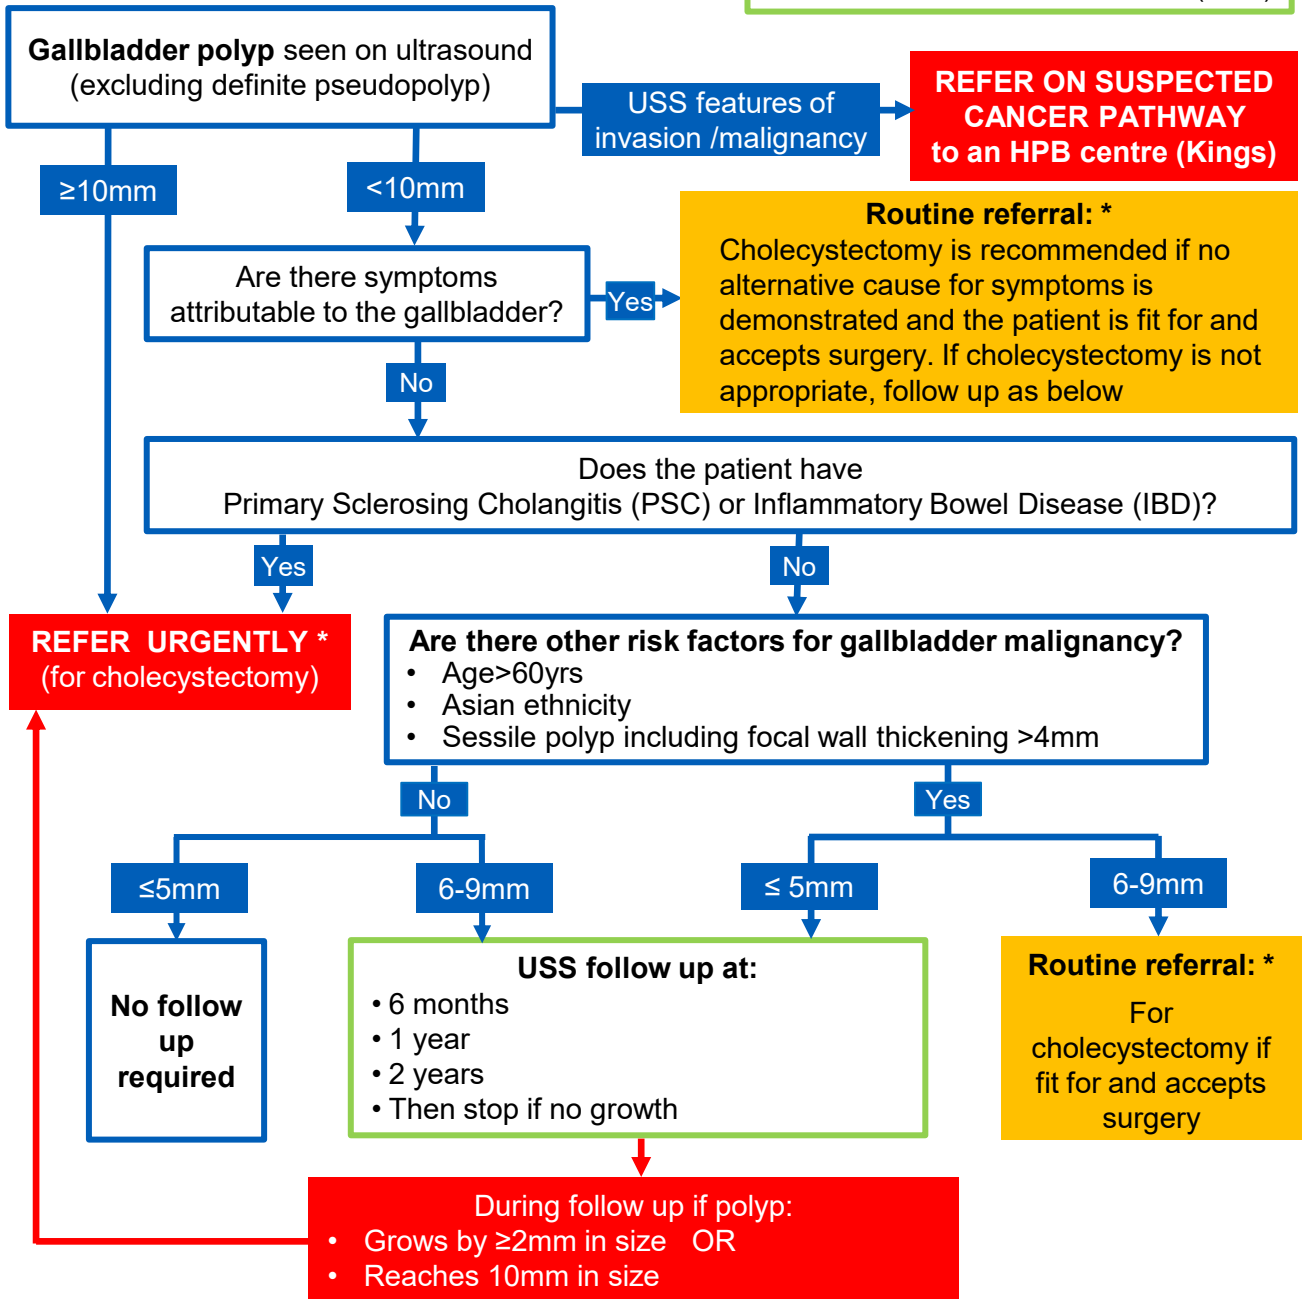 Gallbladder polyp seen on ultrasound
(excluding definite pseudopolyp)
USS features of
invasion /malignancy
REFER ON SUSPECTED
CANCER PATHWAY
to an HPB centre (Kings)
≥10mm
<10mm
Routine referral: *
Cholecystectomy is recommended if no
alternative cause for symptoms is
demonstrated and the patient is fit for and
accepts surgery. If cholecystectomy is not
appropriate, follow up as below
Are there symptoms
attributable to the gallbladder?
Yes
No
Does the patient have
Primary Sclerosing Cholangitis (PSC) or Inflammatory Bowel Disease (IBD)?
Yes
No
REFER URGENTLY *
(for cholecystectomy)
Are there other risk factors for gallbladder malignancy?
• Age>60yrs
• Asian ethnicity
• Sessile polyp including focal wall thickening >4mm
No
Yes
≤5mm
6-9mm
≤ 5mm
6-9mm
No follow
up
required
USS follow up at:
• 6 months
• 1 year
• 2 years
• Then stop if no growth
Routine referral: *
For
cholecystectomy if
fit for and accepts
surgery
During follow up if polyp:
• Grows by ≥2mm in size OR
• Reaches 10mm in size